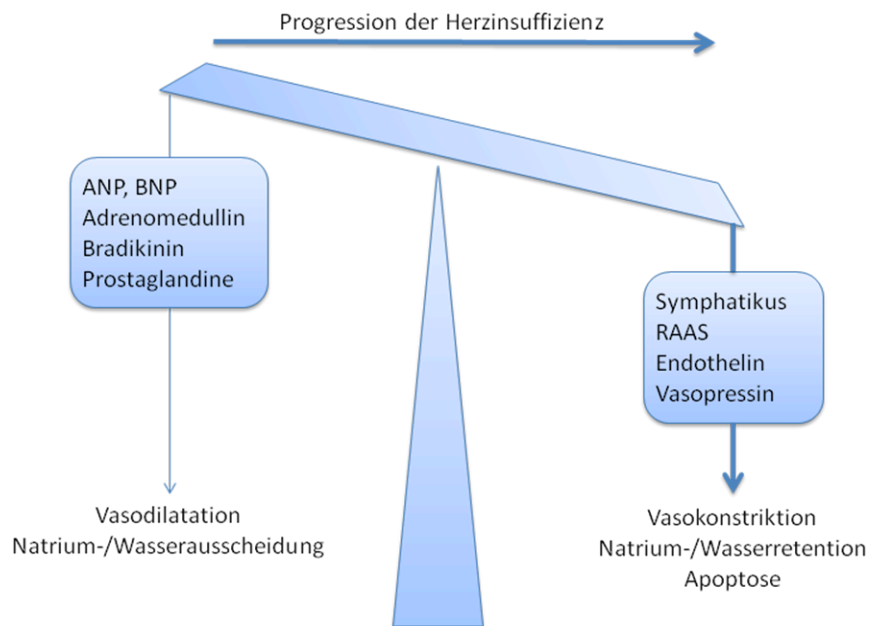 Progression der Herzinsuffizienz
ANP, BNP
Adrenomedullin
Bradikinin
Prostaglandine
Symphatikus
RAAS
Endothelin
Vasopressin
Vasodilatation
Natrium-/Wasserausscheidung
Vasokonstriktion
Natrium-/Wasserretention
Apoptose